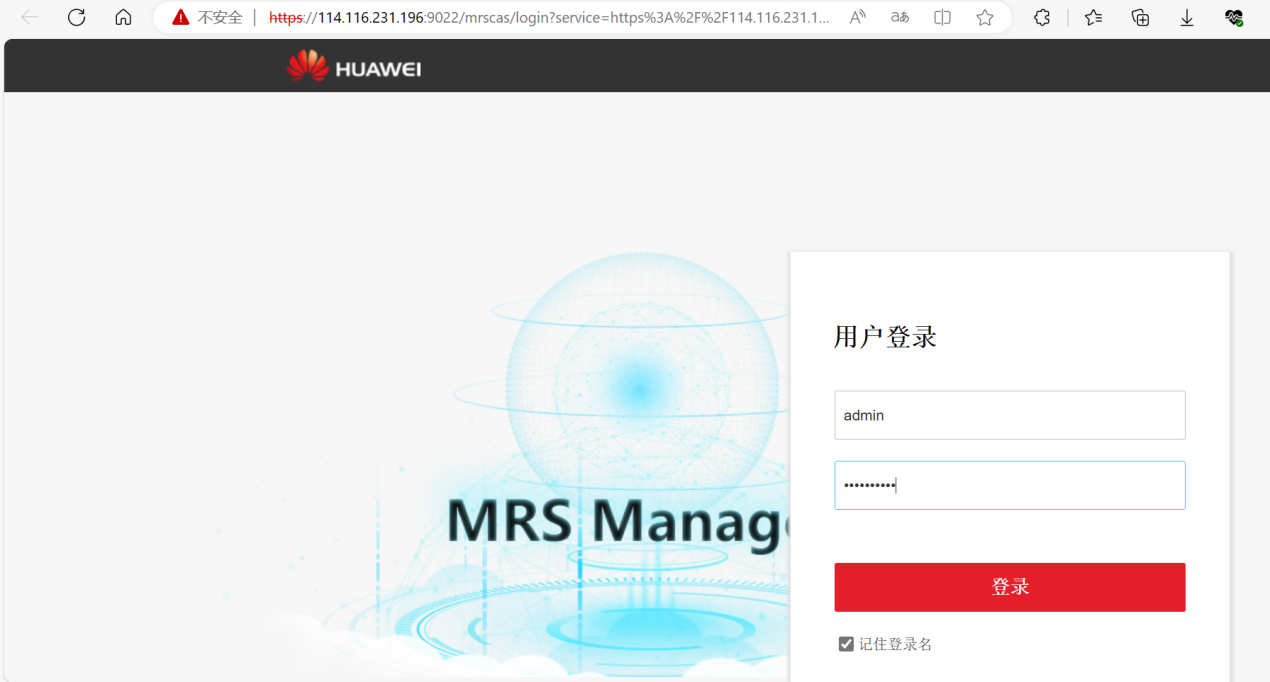 不安全 | https://114.116.231.196:9022/mrscas/login?service=https%3A%2F%2F114.116.231.1...
HUAWEI
用户登录
admin
MRS Manag
登录
记住登录名